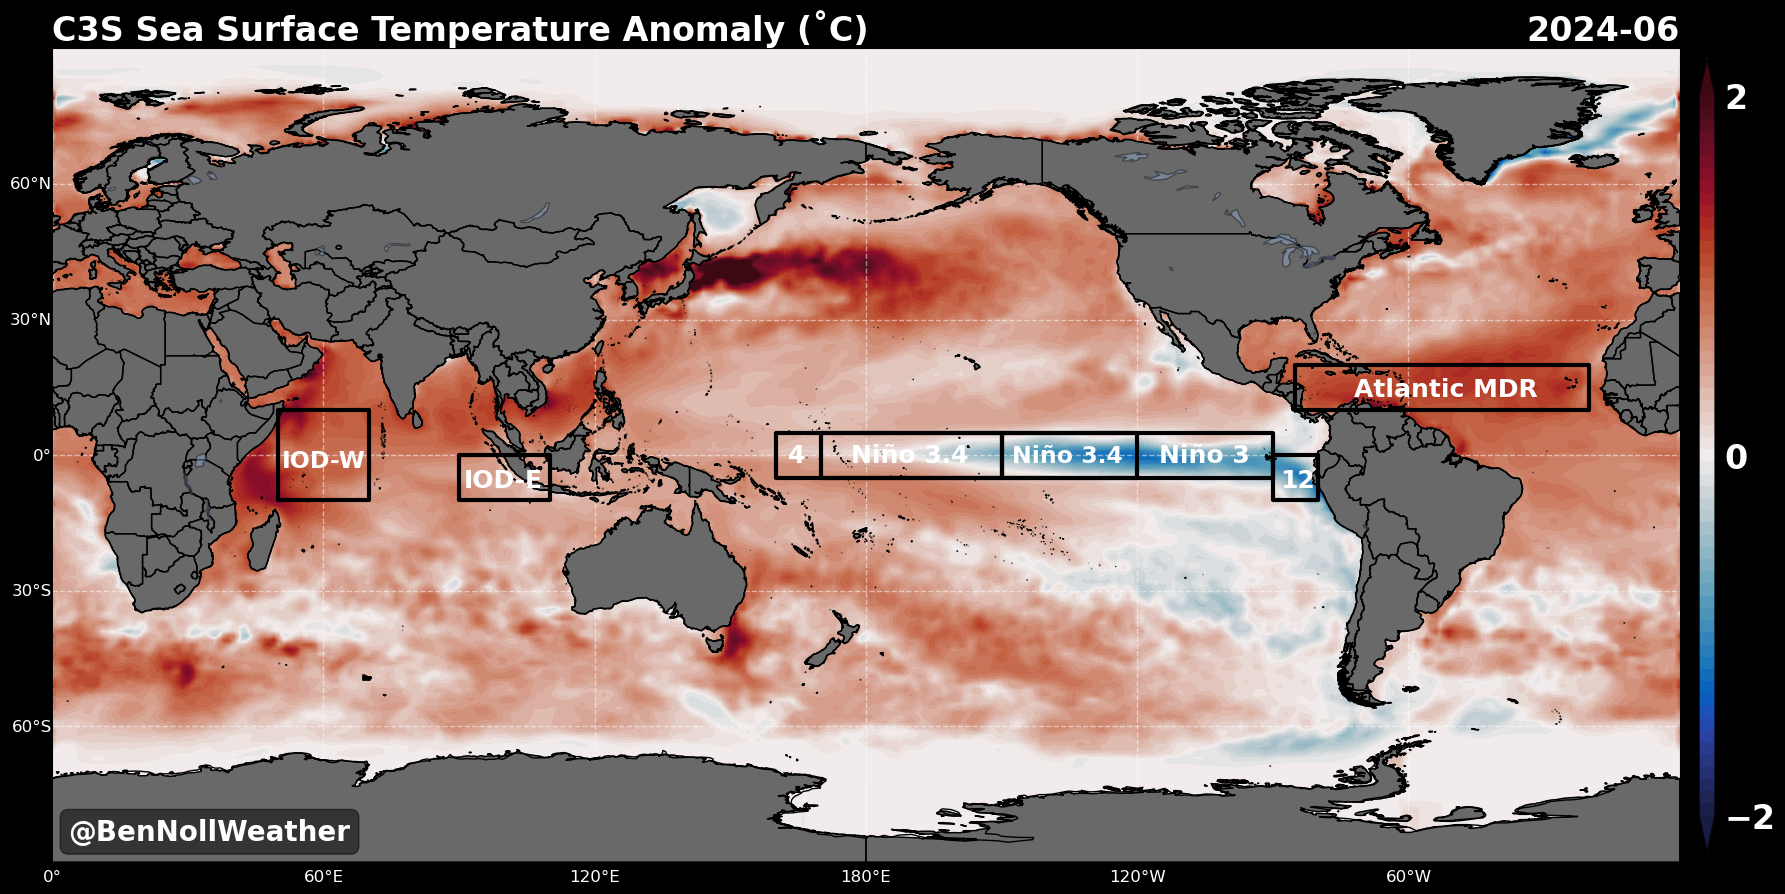 C3S Sea Surface Temperature Anomaly (˚C)
2024-06
2
60°N
30°N
Atlantic MDR
IOD-W
0°
4
Niño 3.4
Niño 3.4
Niño 3
0
IOD-E
12
30°S
60°S
−2
@BenNollWeather
0°
60°E
120°E
180°E
120°W
60°W